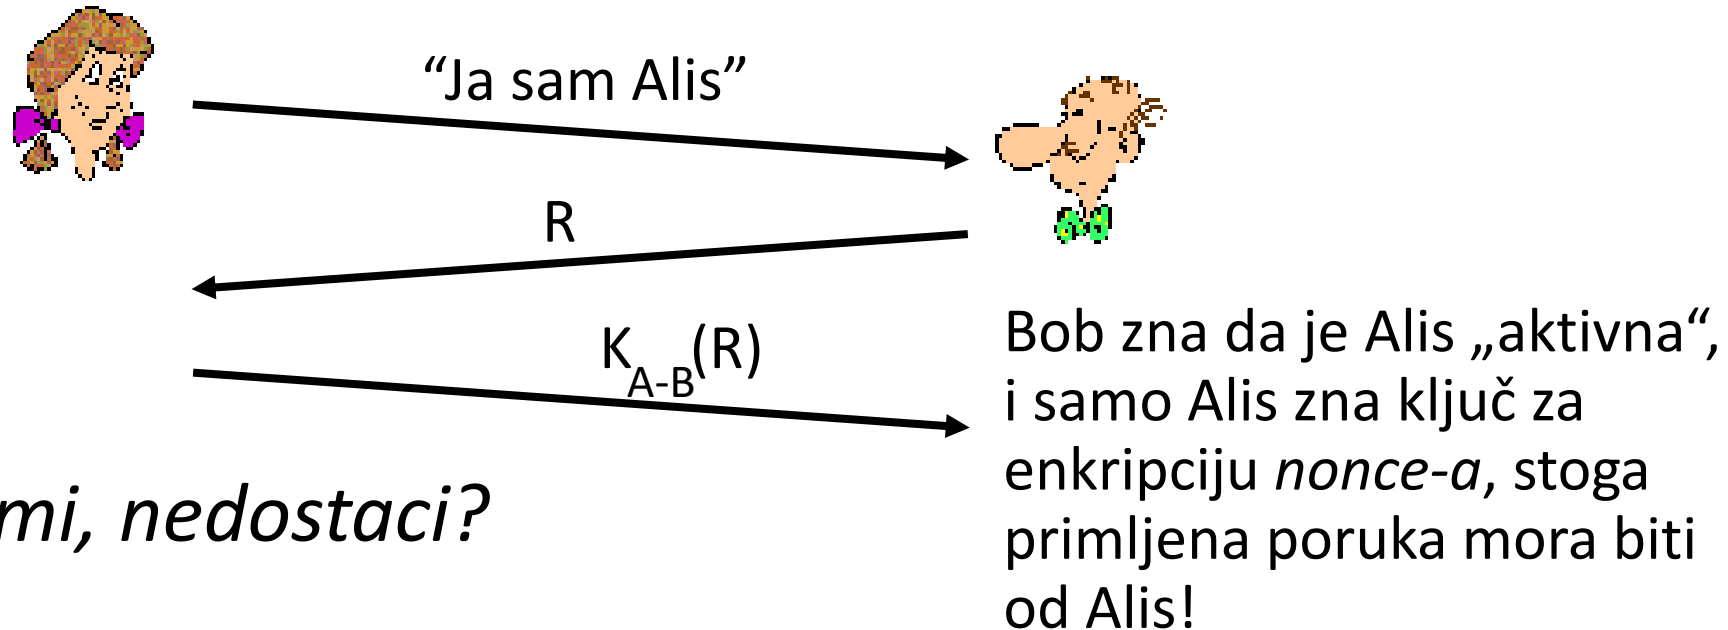 “Ja sam Alis”
R
K A-B (R)
Bob zna da je Alis „aktivna“,
i samo Alis zna ključ za
enkripciju nonce-a, stoga
primljena poruka mora biti
od Alis!
mi, nedostaci?